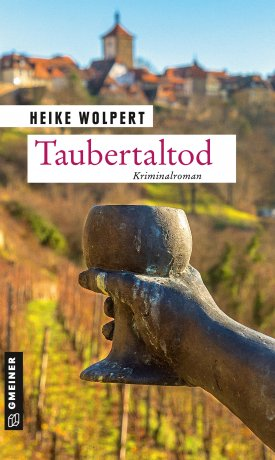 HEIKE WOLPERT
Taubertaltod
Kriminalroman
GMEINER